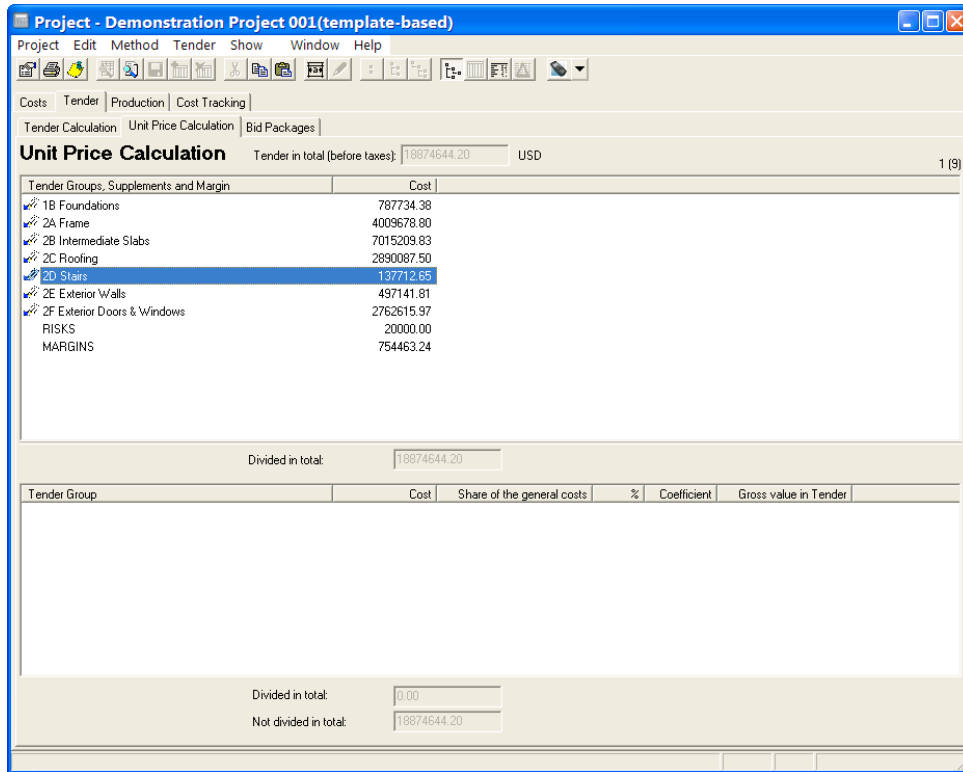 Project - Demonstration Project 001(template-based)
Project Edit Method Tender Show Window Help
Costs Tender Production Cost Tracking
Tender Calculation Unit Price Calculation Bid Packages
Unit Price Calculation Tender in total (before taxes): 18874644.20 USD
1 (9)
Tender Groups, Supplements and Margin Cost
1B Foundations 787734.38
2A Frame 4009678.80
2B Intermediate Slabs 7015209.83
2C Roofing 2890087.50
2D Stairs 137712.65
2E Exterior Walls 497141.81
2F Exterior Doors & Windows 2762615.97
RISKS 20000.00
MARGINS 754463.24
Divided in total: 18874644.20
Tender Group Cost Share of the general costs % Coefficient Gross value in Tender
Divided in total: 0.00
Not divided in total: 18874644.20